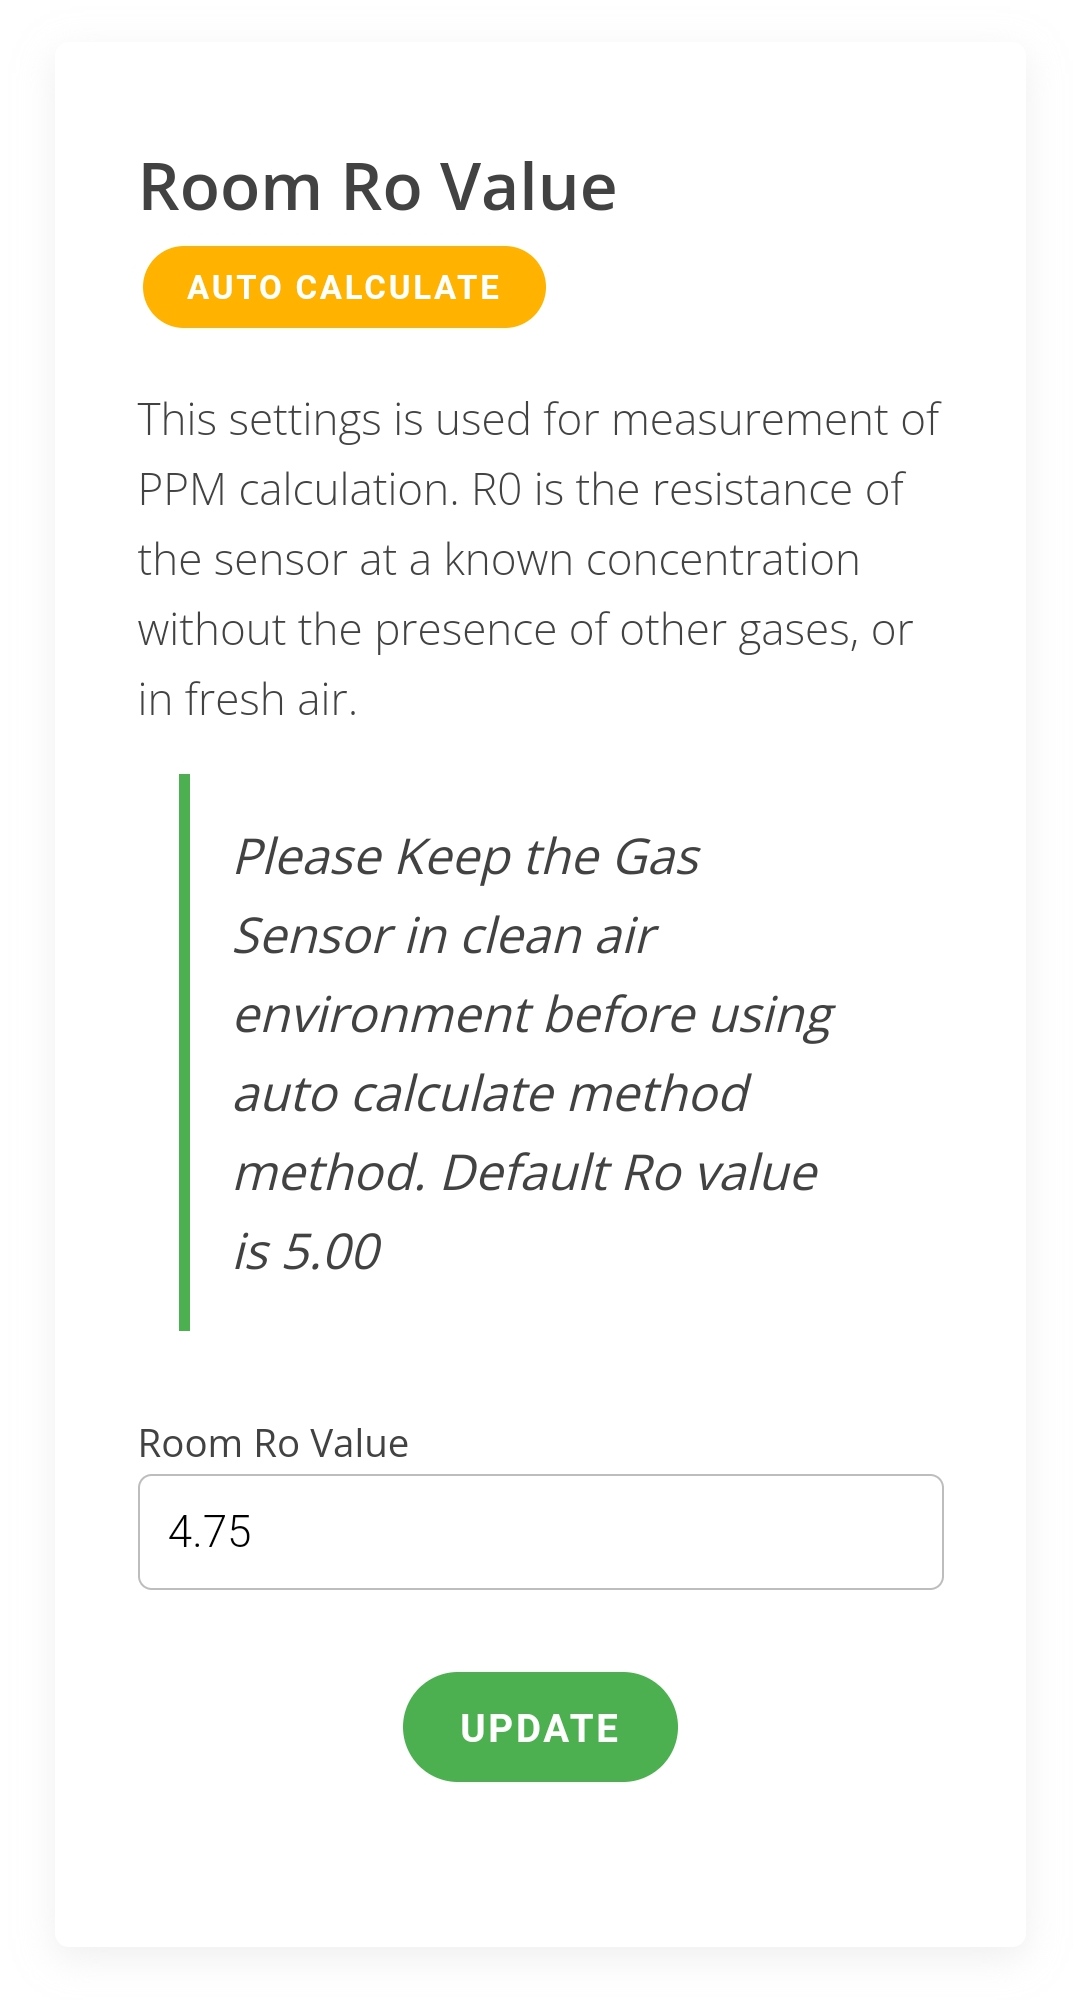 Room Ro Value
AUTO CALCULATE
This settings is used for measurement of
PPM calculation. R0 is the resistance of
the sensor at a known concentration
without the presence of other gases, or
in fresh air.
Please Keep the Gas
Sensor in clean air
environment before using
auto calculate method
method. Default Ro value
is 5.00
Room Ro Value
4.75
UPDATE